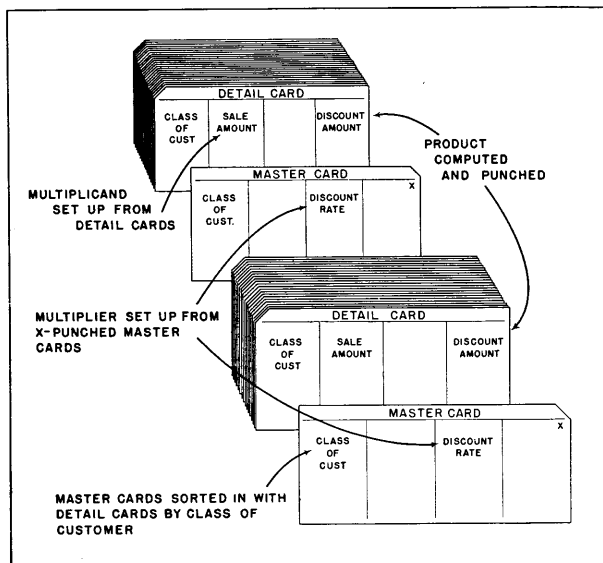 DETAIL CARD
CLASS
OF
CUST
SALE
AMOUNT
DISCOUNT
AMOUNT
PRODUCT
COMPUTED
AND PUNCHED
MASTER CARD
X
CLASS
OF
CUST.
DISCOUNT
RATE
MULTIPLICAND
SET UP FROM
DETAIL CARDS
MULTIPLIER SET UP FROM
X-PUNCHED MASTER
CARDS
DETAIL CARD
CLASS
OF
CUST
SALE
AMOUNT
DISCOUNT
AMOUNT
MASTER CARD
X
CLASS
OF
CUST
DISCOUNT
RATE
MASTER CARDS SORTED IN WITH
DETAIL CARDS BY CLASS OF
CUSTOMER